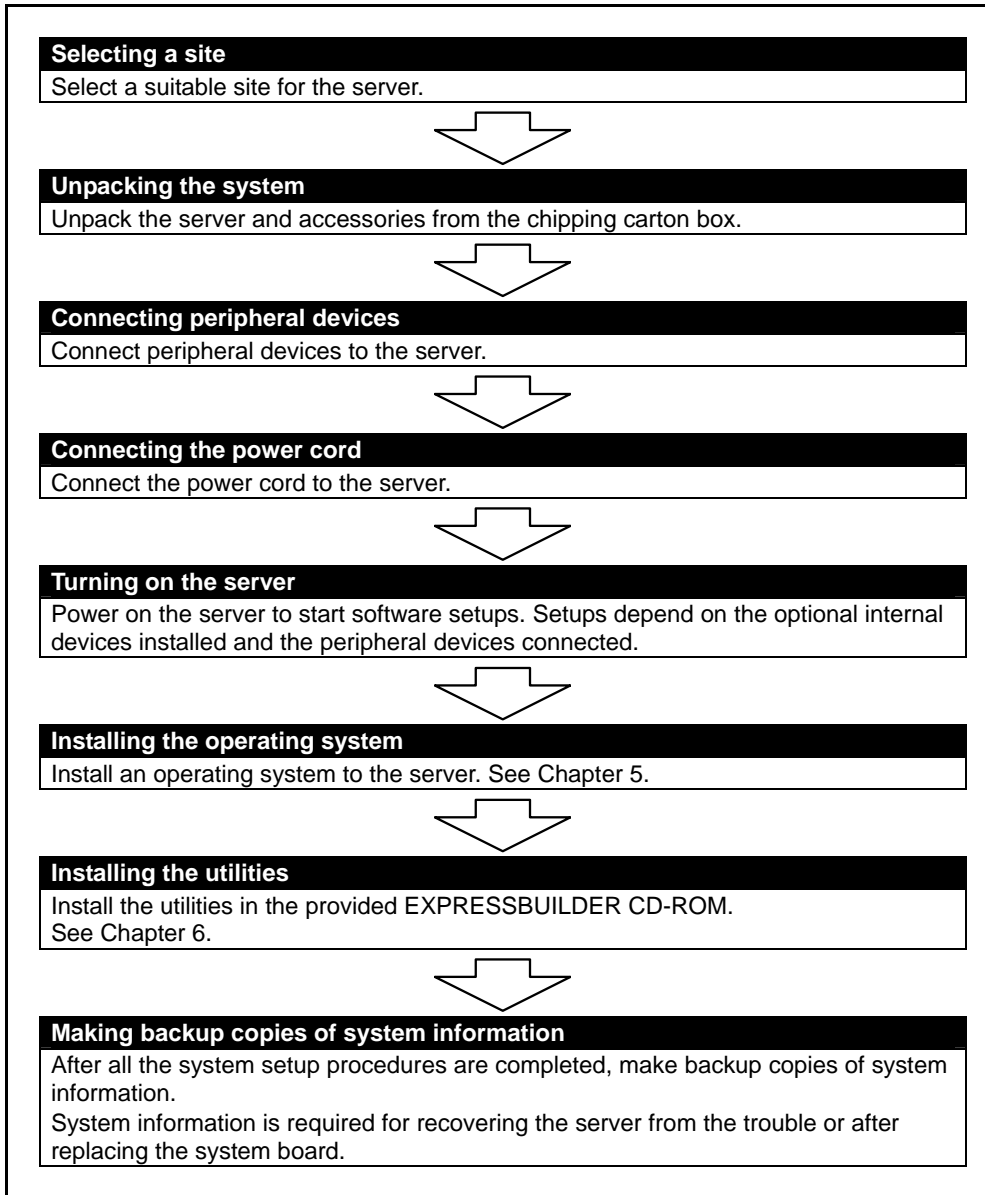 Selecting a site
Select a suitable site for the server.
Unpacking the system
Unpack the server and accessories from the chipping carton box.
Connecting peripheral devices
Connect peripheral devices to the server.
Connecting the power cord
Connect the power cord to the server.
Turning on the server
Power on the server to start software setups. Setups depend on the optional internal
devices installed and the peripheral devices connected.
Installing the operating system
Install an operating system to the server. See Chapter 5.
Installing the utilities
Install the utilities in the provided EXPRESSBUILDER CD-ROM.
See Chapter 6.
Making backup copies of system information
After all the system setup procedures are completed, make backup copies of system
information.
System information is required for recovering the server from the trouble or after
replacing the system board.